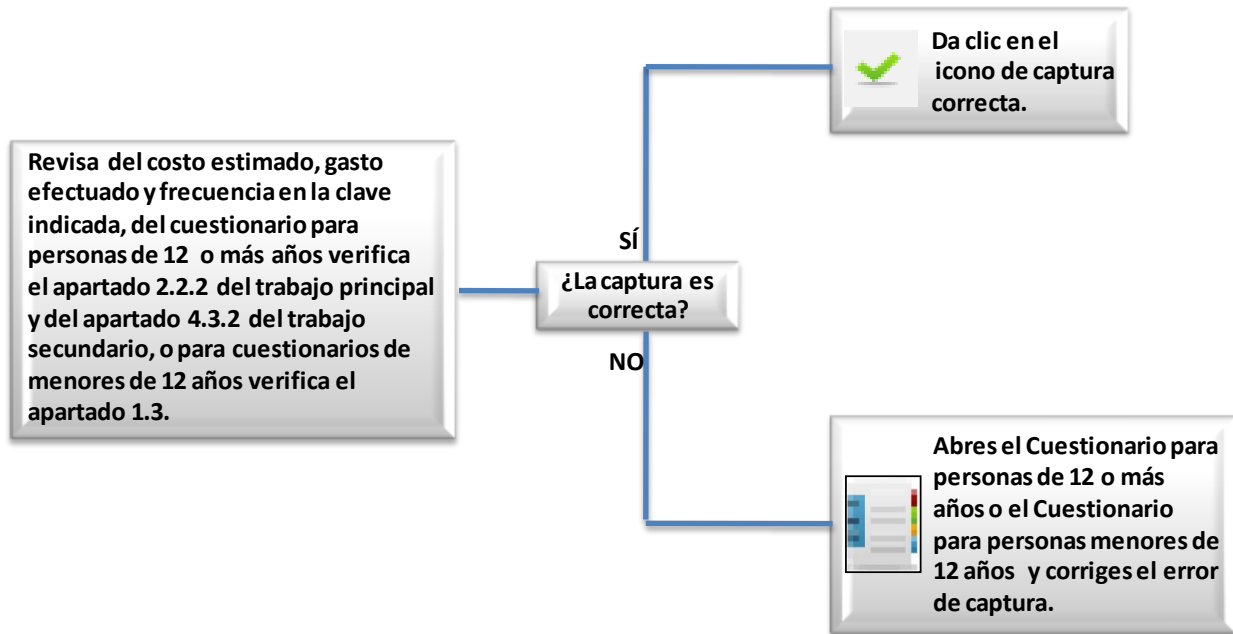 Revisa del costo estimado, gasto
efectuado y frecuencia en la clave
indicada, del cuestionario para
personas de 12 o más años verifica
el apartado 2.2.2 del trabajo principal
y del apartado 4.3.2 del trabajo
secundario, o para cuestionarios de
menores de 12 años verifica el
apartado 1.3.
¿La captura es
correcta?
SÍ
Da clic en el
icono de captura
correcta.
NO
Abres el Cuestionario para
personas de 12 o más
años o el Cuestionario
para personas menores de
12 años y corriges el error
de captura.